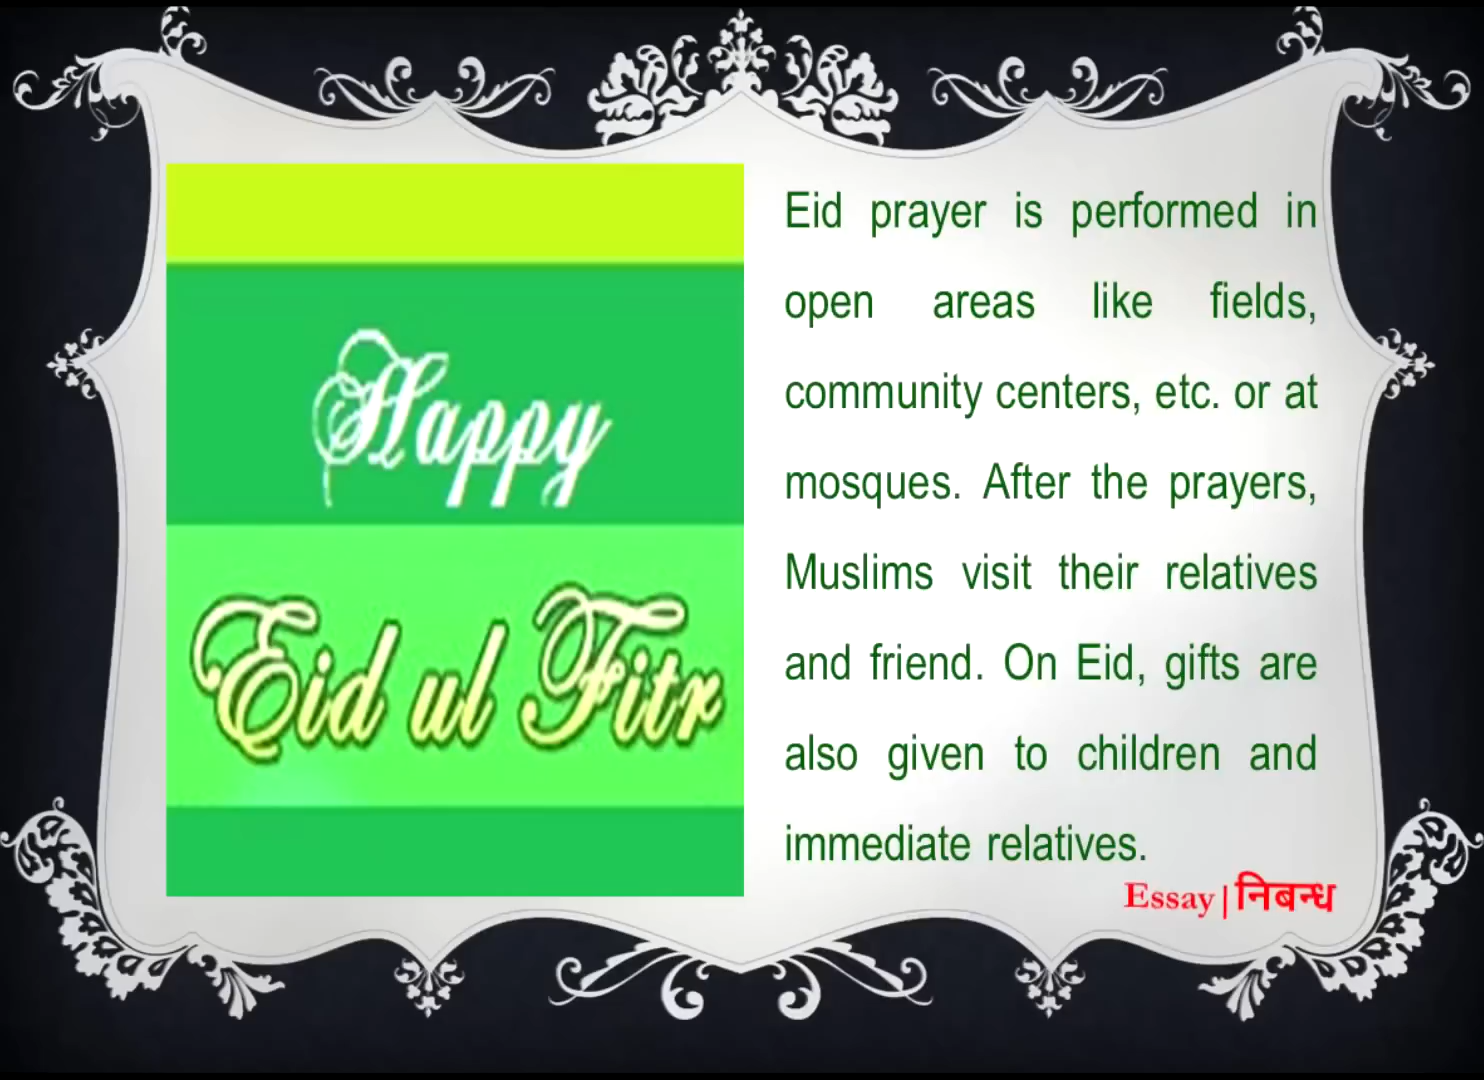 Happy
Eid ul Fitr
Eid prayer is performed in
open areas like fields,
community centers, etc. or at
mosques. After the prayers,
Muslims visit their relatives
and friend. On Eid, gifts are
also given to children and
immediate relatives.
Essay|निबन्ध